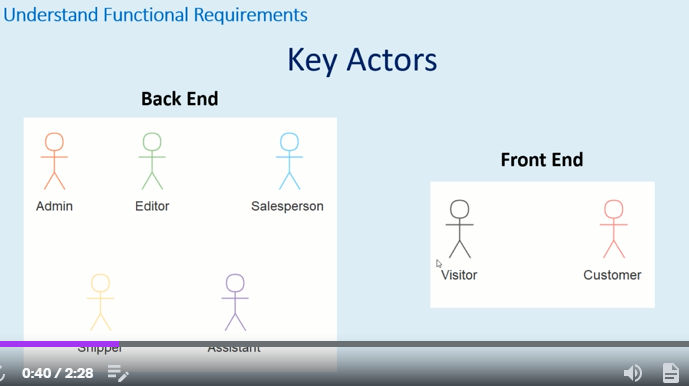 Understand Functional Requirements
Key Actors
Back End
Admin
Editor
Salesperson
Shipper
Assistant
Front End
Visitor
Customer
0:40 / 2:28